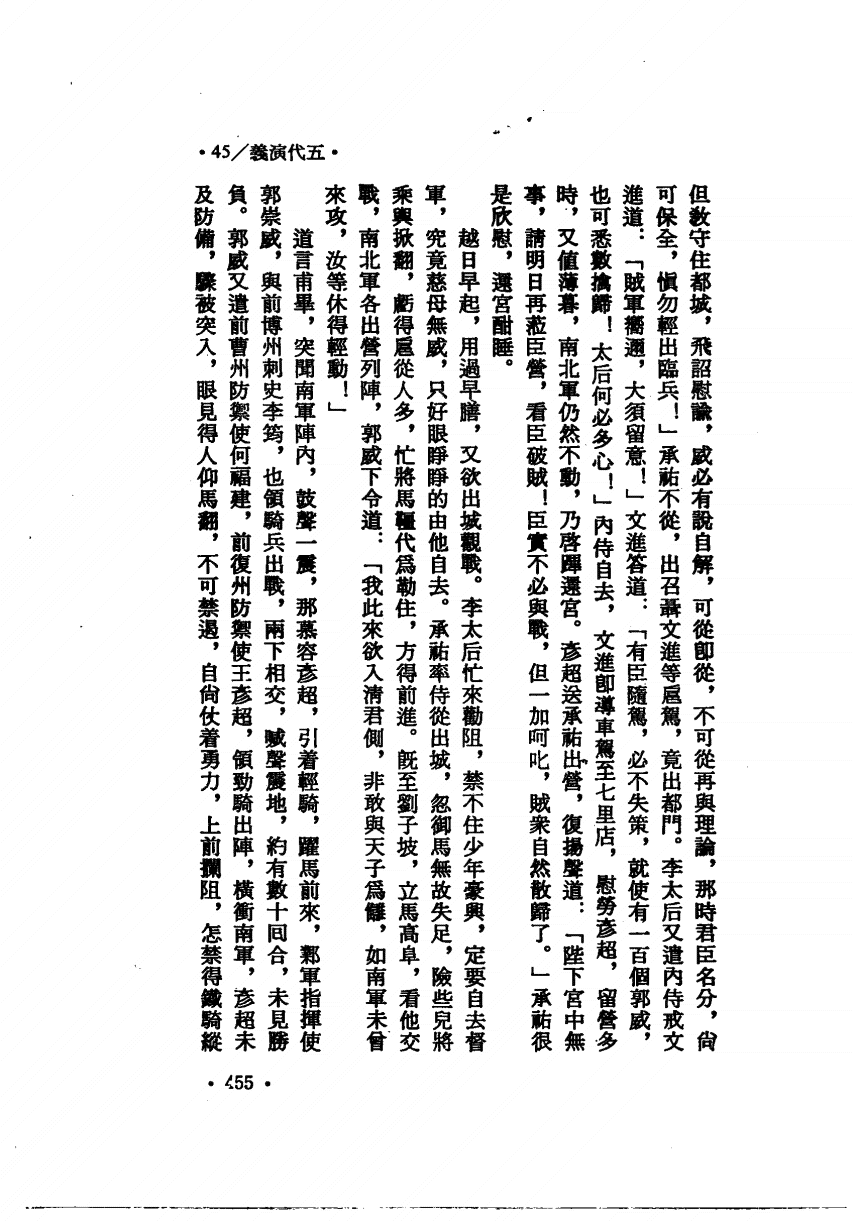 •45／義演代五•
但敎守住都城，飛詔慰諭，威必有說自解，可從卽從，不可從再與理論，那時君臣名分，尙
可保全，愼勿輕出臨兵！」承祐不從，出召聶文進等扈駕，竟出都門。李太后又遣內侍戒文
進道：「賊軍嚮邇，大須留意！」文進答道：「有臣隨駕，必不失策，就使有一百個郭威，
也可悉數擒歸！太后何必多心！」內侍自去，文進卽導車駕至七里店，慰勞彥超，留營多
時，又值薄暮，南北軍仍然不動，乃啓蹕還宮。彥超送承祐出營，復揚聲道：「陛下宮中無
事，請明日再蒞臣營，看臣破賊！臣實不必與戰，但一加呵叱，賊衆自然散歸了。」承祐很
是欣慰，還宮酣睡。
越日早起，用過早膳，又欲出城觀戰。李太后忙來勸阻，禁不住少年豪興，定要自去督
軍，究竟慈母無威，只好眼睜睜的由他自去。承祐率侍從出城，忽御馬無故失足，險些兒將
乘輿掀翻，虧得扈從人多，忙將馬韁代爲勒住，方得前進。旣至劉子坡，立馬高阜，看他交
戰，南北軍各出營列陣，郭威下令道：「我此來欲入淸君側，非敢與天子爲讎，如南軍未曾
來攻，汝等休得輕動！」
道言甫畢，突聞南軍陣內，鼓聲一震，那慕容彥超，引着輕騎，躍馬前來，鄴軍指揮使
郭崇威，與前博州刺史李筠，也領騎兵出戰，兩下相交，喊聲震地，約有數十回合，未見勝
負。郭威又遣前曹州防禦使何福建，前復州防禦使王彥超，領勁騎出陣，橫衝南軍，彥超未
及防備，驟被突入，眼見得人仰馬翻，不可禁遏，自尙仗着勇力，上前攔阻，怎禁得鐵騎縱
•455•